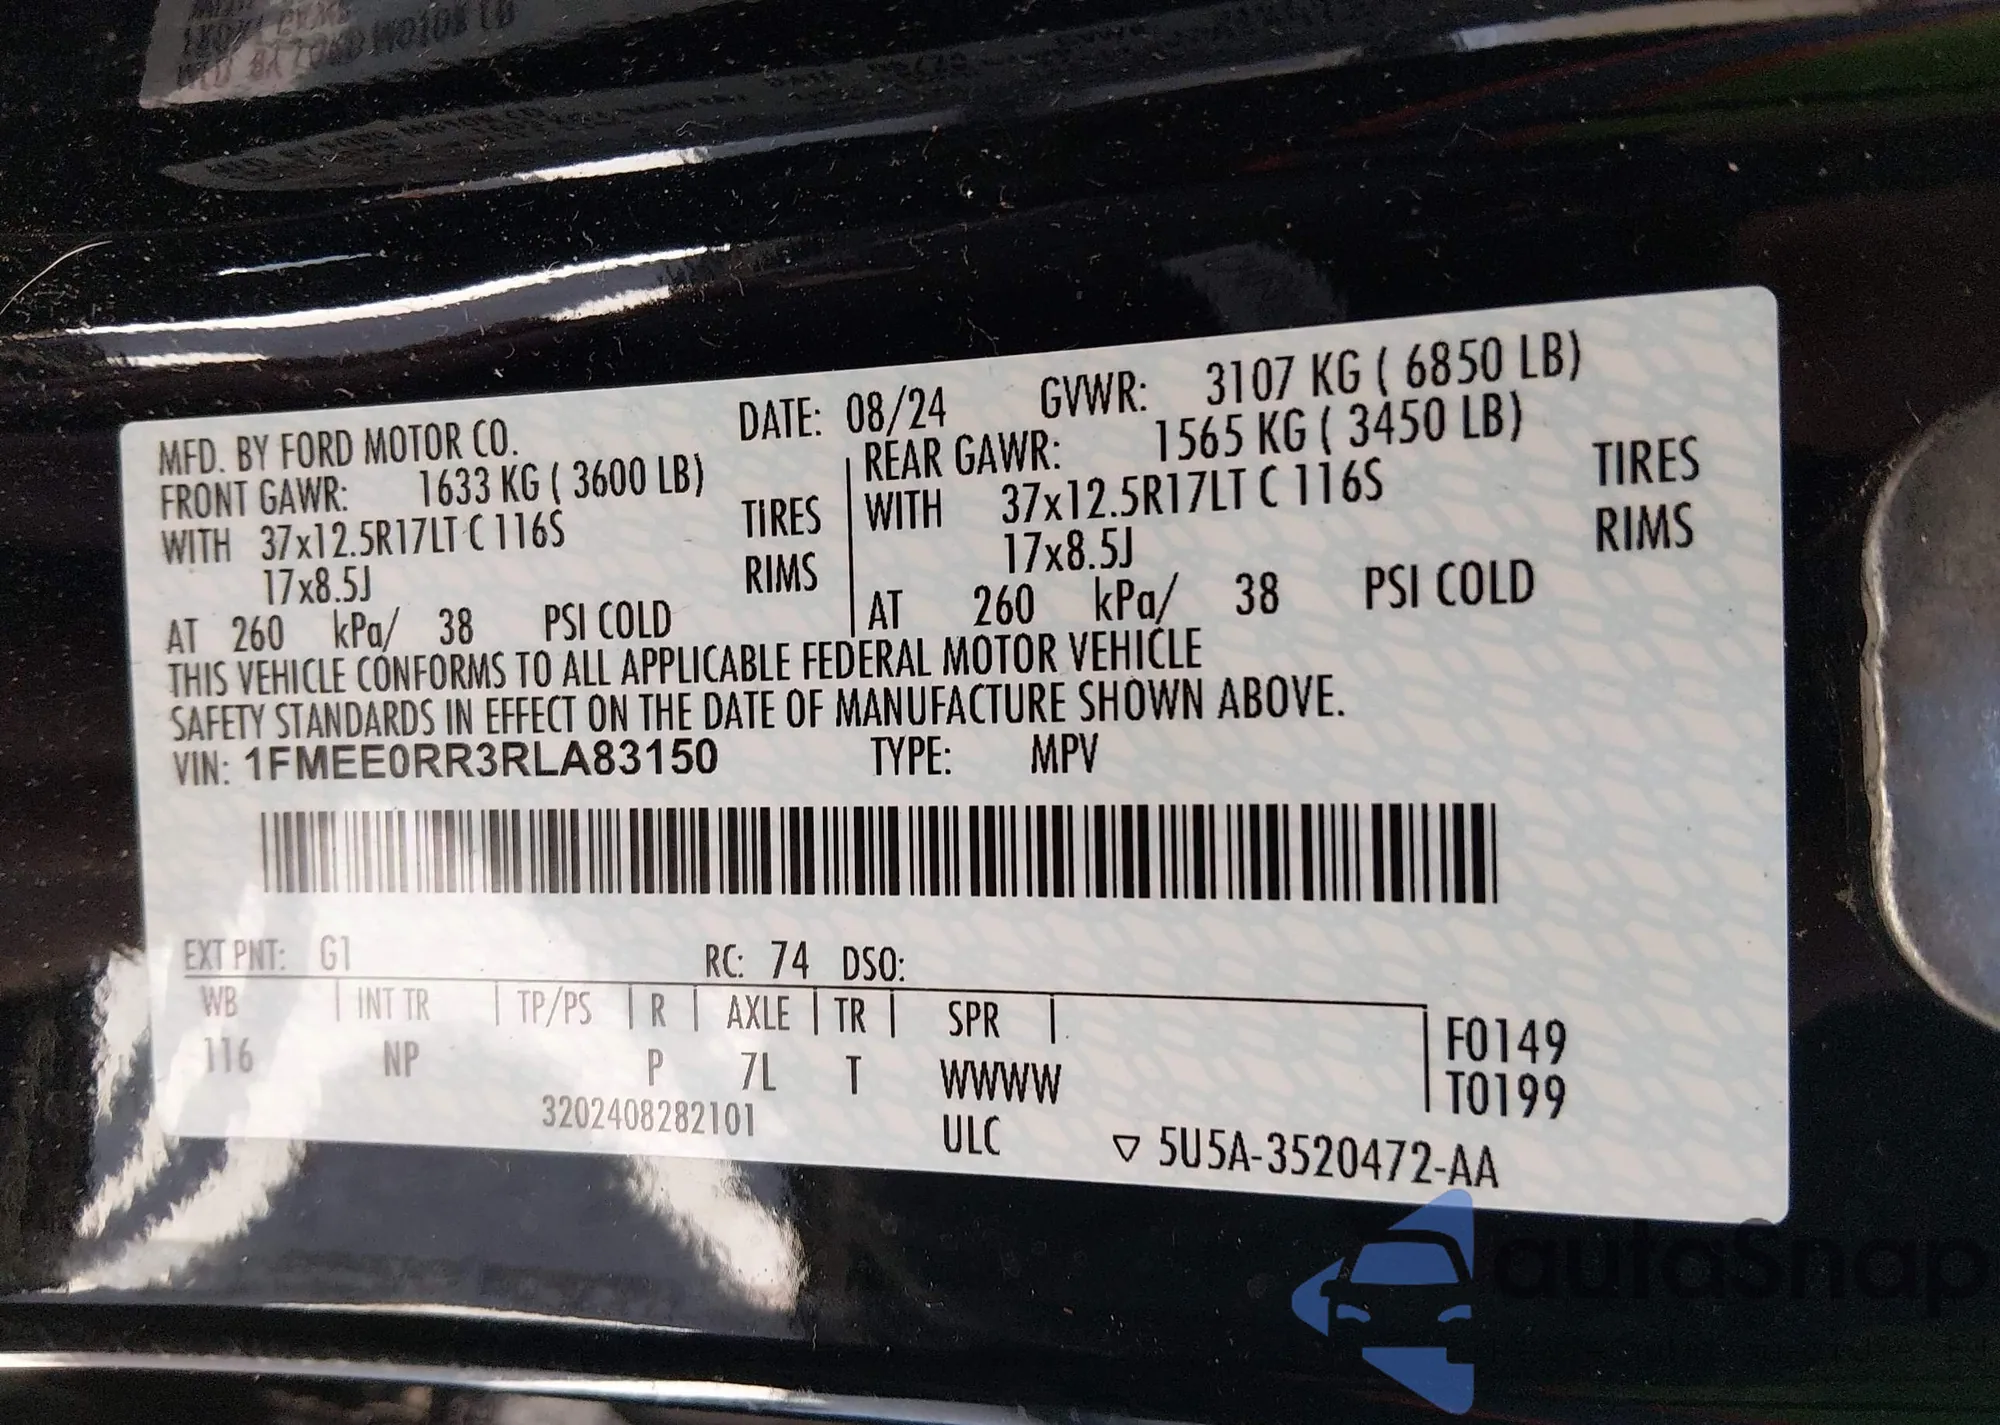 MFD. BY FORD MOTOR CO. DATE: 08/24 GVWR: 3107 KG ( 6850 LB)
FRONT GAWR: 1633 KG ( 3600 LB) REAR GAWR: 1565 KG ( 3450 LB)
WITH 37x12.5R17LT C 116S TIRES WITH 37x12.5R17LT C 116S TIRES
17x8.5J RIMS 17x8.5J RIMS
AT 260 kPa/ 38 PSI COLD AT 260 kPa/ 38 PSI COLD
THIS VEHICLE CONFORMS TO ALL APPLICABLE FEDERAL MOTOR VEHICLE
SAFETY STANDARDS IN EFFECT ON THE DATE OF MANUFACTURE SHOWN ABOVE.
VIN: 1FMEE0RR3RLA83150 TYPE: MPV
EXT PNT: G1 RC: 74 DSO:
WB INT TR TP/PS R AXLE TR SPR F0149
116 NP P 7L T WWWW T0199
3202408282101 ULC ▽ 5U5A-3520472-AA
autoSnap